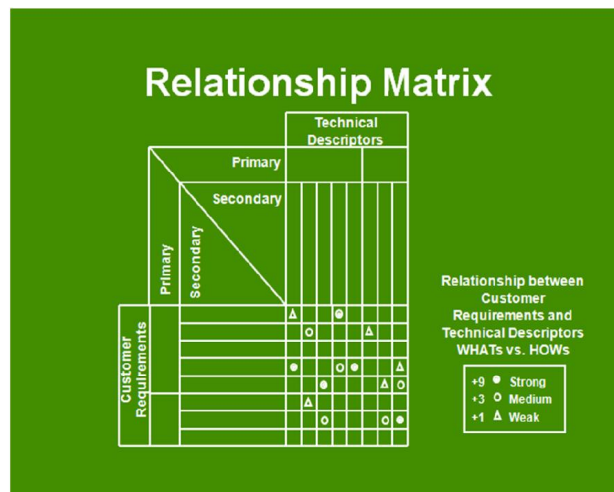 Relationship Matrix
Technical
Descriptors
Primary
Secondary
Primary
Secondary
Customer
Requirements
Relationship between
Customer
Requirements and
Technical Descriptors
WHATs vs. HOWs
+9 Strong
+3 Medium
+1 Weak